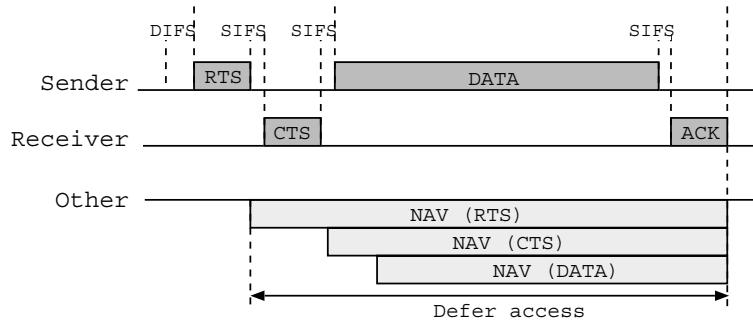 DIFS SIFS SIFS SIFS
Sender RTS DATA
Receiver CTS ACK
Other
NAV (RTS)
NAV (CTS)
NAV (DATA)
Defer access